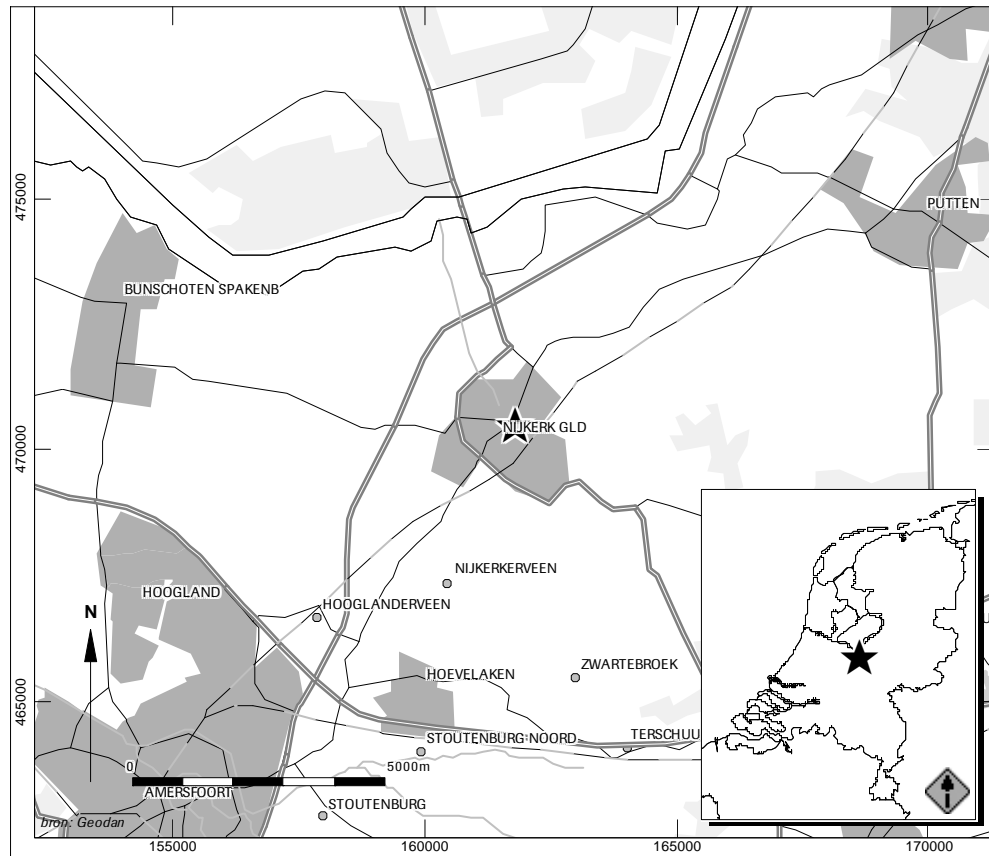 475000
PUTTEN
BUNSCHOTEN SPAKENB
NIJKERK GLD
470000
NIJKERKERVEEN
HOOGLAND
HOOGLANDERVEEN
N
ZWARTEBROEK
HOEVELAKEN
465000
STOUTENBURG NOORD
TERSCHUU
0
5000m
AMERSFOORT
STOUTENBURG
bron: Geodan
155000
160000
165000
170000